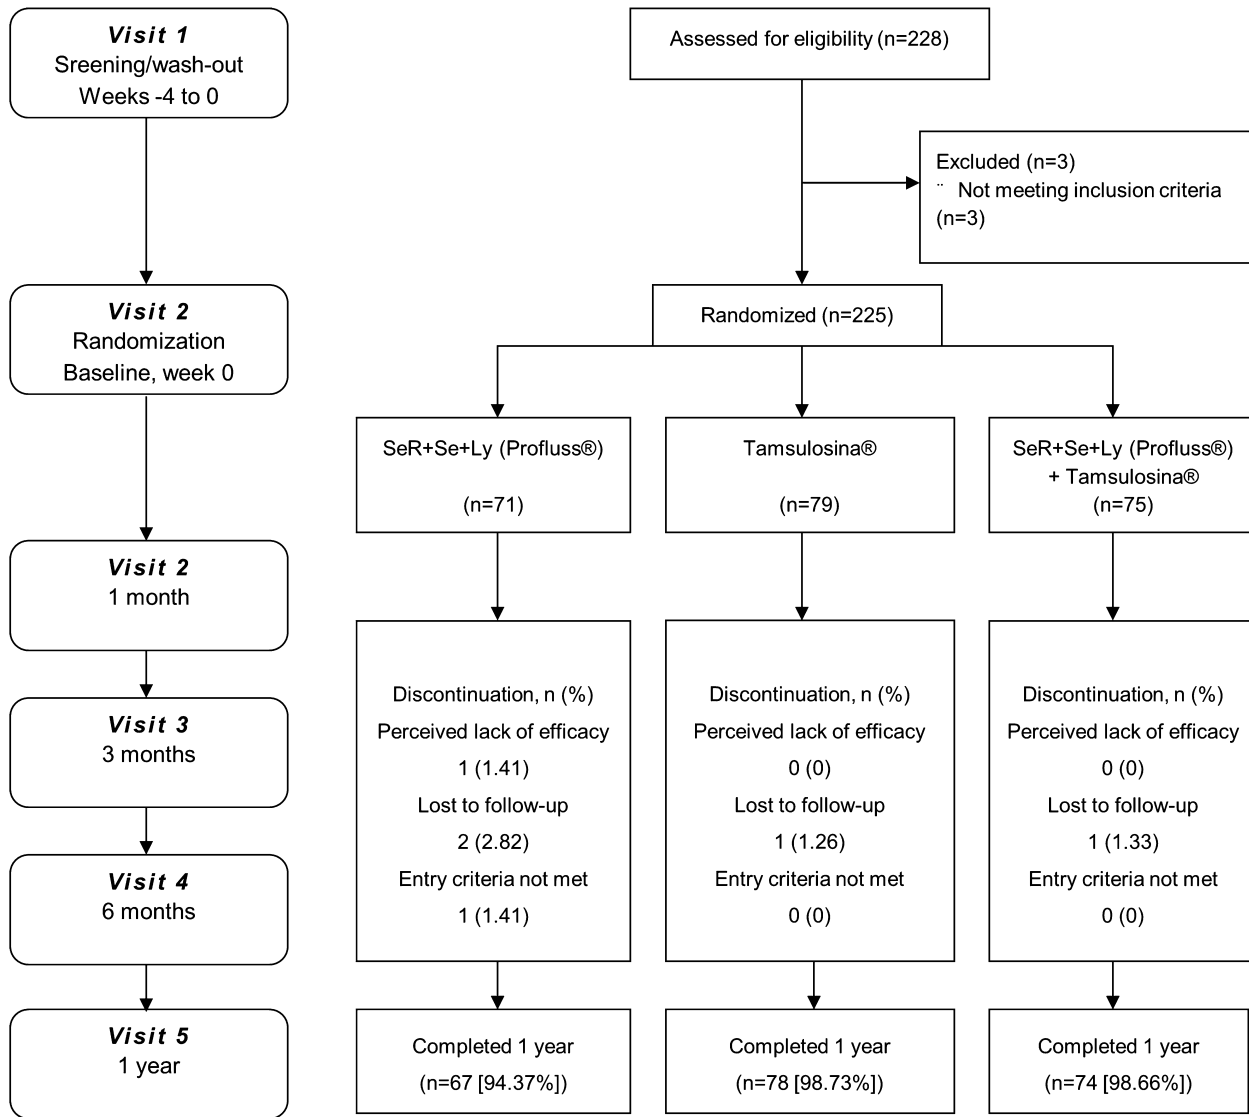 Visit 1
Sreening/wash-out
Weeks -4 to 0
Visit 2
Randomization
Baseline, week 0
Visit 2
1 month
Visit 3
3 months
Visit 4
6 months
Visit 5
1 year
Assessed for eligibility (n=228)
Excluded (n=3)
¨ Not meeting inclusion criteria
(n=3)
Randomized (n=225)
SeR+Se+Ly (Profluss®)
(n=71)
Tamsulosina®
(n=79)
SeR+Se+Ly (Profluss®)
+ Tamsulosina®
(n=75)
Discontinuation, n (%)
Perceived lack of efficacy
1 (1.41)
Lost to follow-up
2 (2.82)
Entry criteria not met
1 (1.41)
Discontinuation, n (%)
Perceived lack of efficacy
0 (0)
Lost to follow-up
1 (1.26)
Entry criteria not met
0 (0)
Discontinuation, n (%)
Perceived lack of efficacy
0 (0)
Lost to follow-up
1 (1.33)
Entry criteria not met
0 (0)
Completed 1 year
(n=67 [94.37%])
Completed 1 year
(n=78 [98.73%])
Completed 1 year
(n=74 [98.66%])